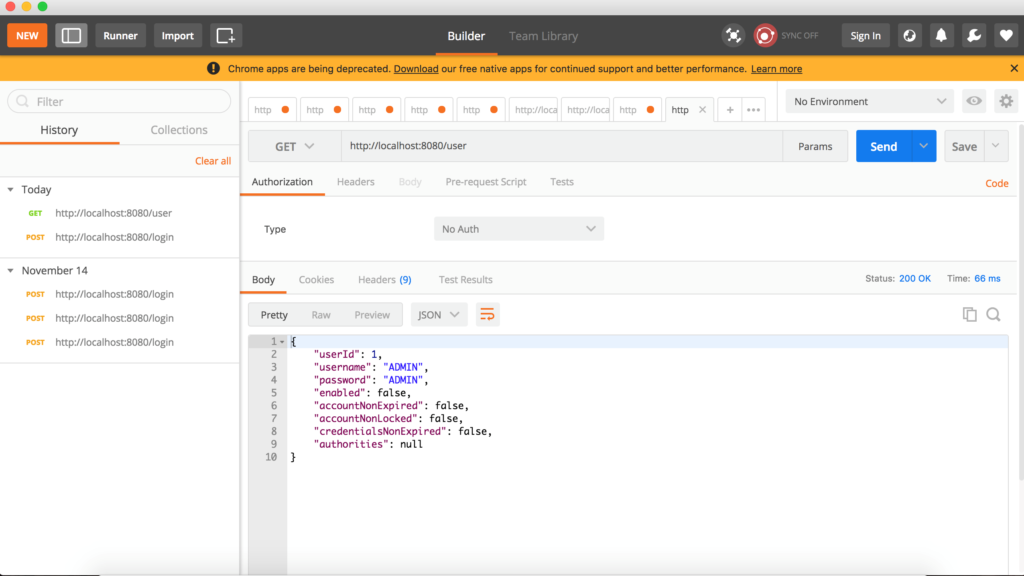 NEW Runner Import Builder Team Library SYNC OFF Sign In
Chrome apps are being deprecated. Download our free native apps for continued support and better performance. Learn more
Filter
History Collections
Clear all
Today
GET http://localhost:8080/user
POST http://localhost:8080/login
November 14
POST http://localhost:8080/login
POST http://localhost:8080/login
POST http://localhost:8080/login
http http http http http http://loca http://loca http http + •••
No Environment
GET http://localhost:8080/user Params Send Save
Authorization Headers Body Pre-request Script Tests Code
Type No Auth
Body Cookies Headers (9) Test Results Status: 200 OK Time: 66 ms
Pretty Raw Preview JSON
1 {
2 "userId": 1,
3 "username": "ADMIN",
4 "password": "ADMIN",
5 "enabled": false,
6 "accountNonExpired": false,
7 "accountNonLocked": false,
8 "credentialsNonExpired": false,
9 "authorities": null
10 }